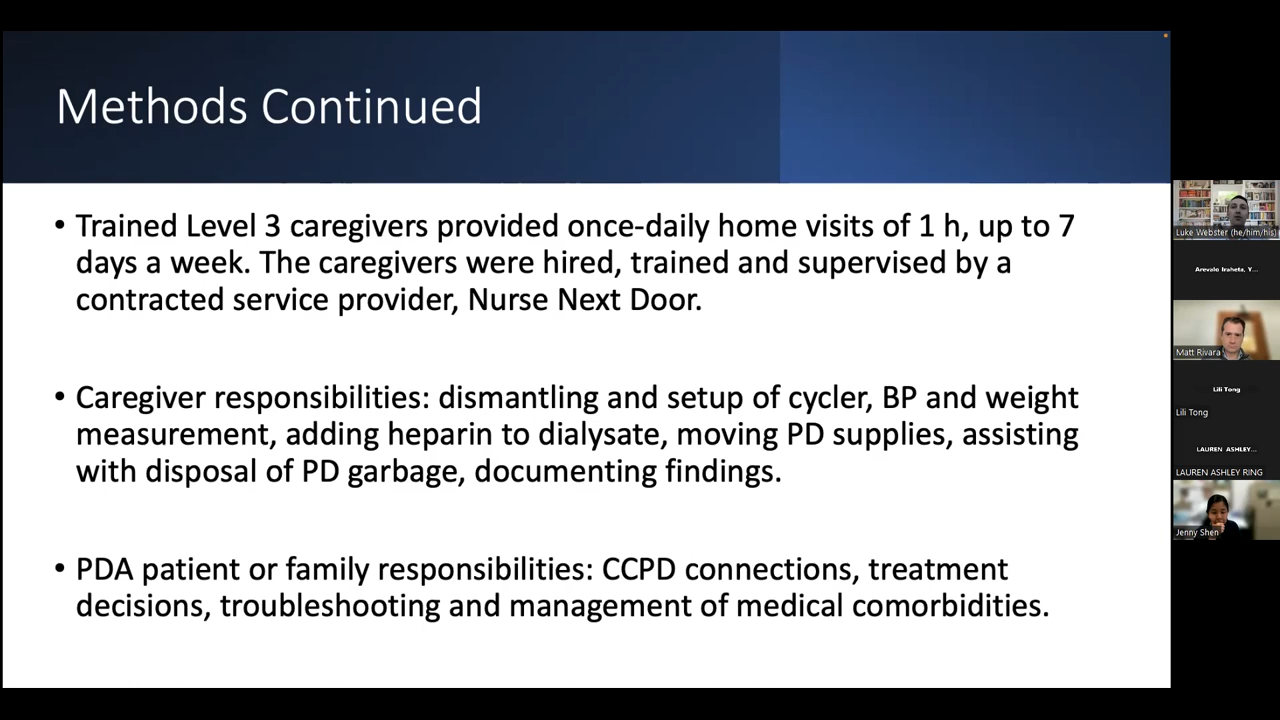 Methods Continued
• Trained Level 3 caregivers provided once-daily home visits of 1 h, up to 7
days a week. The caregivers were hired, trained and supervised by a
contracted service provider, Nurse Next Door.
• Caregiver responsibilities: dismantling and setup of cycler, BP and weight
measurement, adding heparin to dialysate, moving PD supplies, assisting
with disposal of PD garbage, documenting findings.
• PDA patient or family responsibilities: CCPD connections, treatment
decisions, troubleshooting and management of medical comorbidities.
Luke Webster (he/him/his)
Arevalo Iraheta, Y...
Matt Rivara
Lili Tong
Lili Tong
LAUREN ASHLEY...
LAUREN ASHLEY RING
Jenny Shen